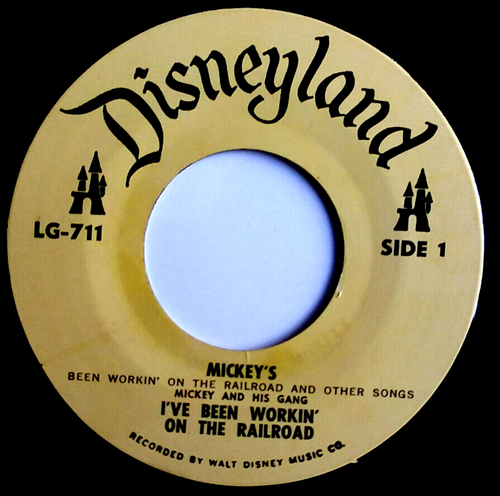 Disneyland
LG-711
SIDE 1
MICKEY'S
BEEN WORKIN' ON THE RAILROAD AND OTHER SONGS
MICKEY AND HIS GANG
I'VE BEEN WORKIN'
ON THE RAILROAD
RECORDED BY WALT DISNEY MUSIC CO.